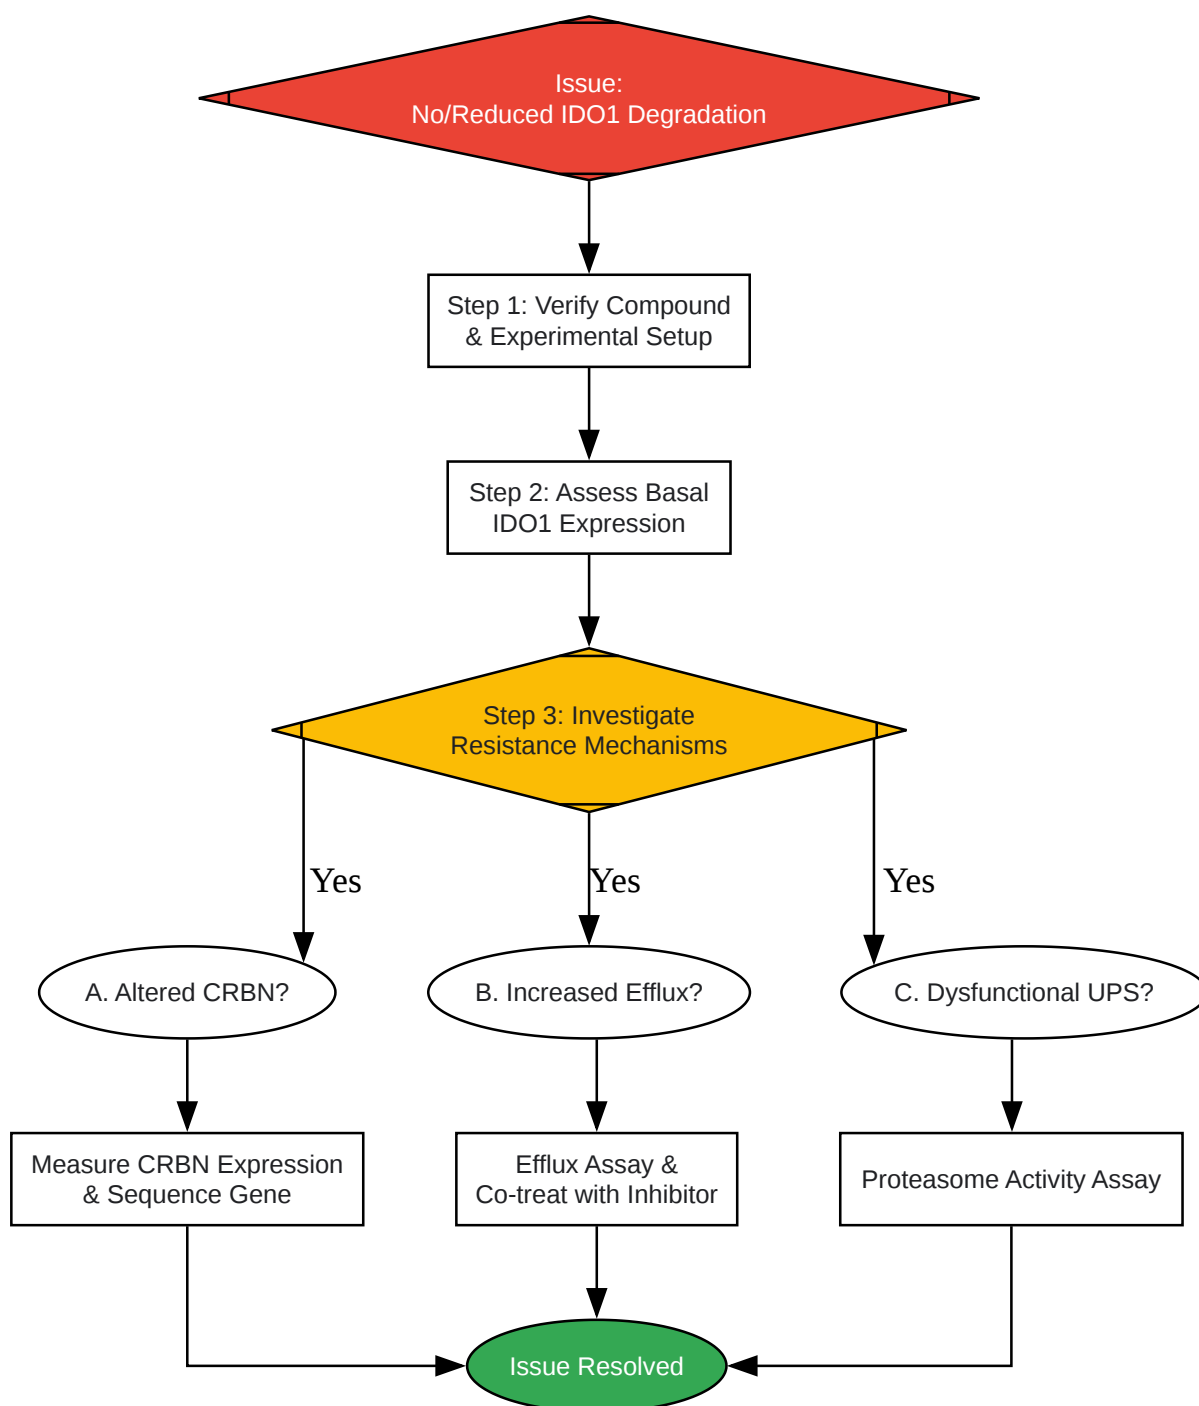 Issue:
No/Reduced IDO1 Degradation
Step 1: Verify Compound
& Experimental Setup
Step 2: Assess Basal
IDO1 Expression
Step 3: Investigate
Resistance Mechanisms
Yes
Yes
Yes
A. Altered CRBN?
B. Increased Efflux?
C. Dysfunctional UPS?
Measure CRBN Expression
& Sequence Gene
Efflux Assay &
Co-treat with Inhibitor
Proteasome Activity Assay
Issue Resolved